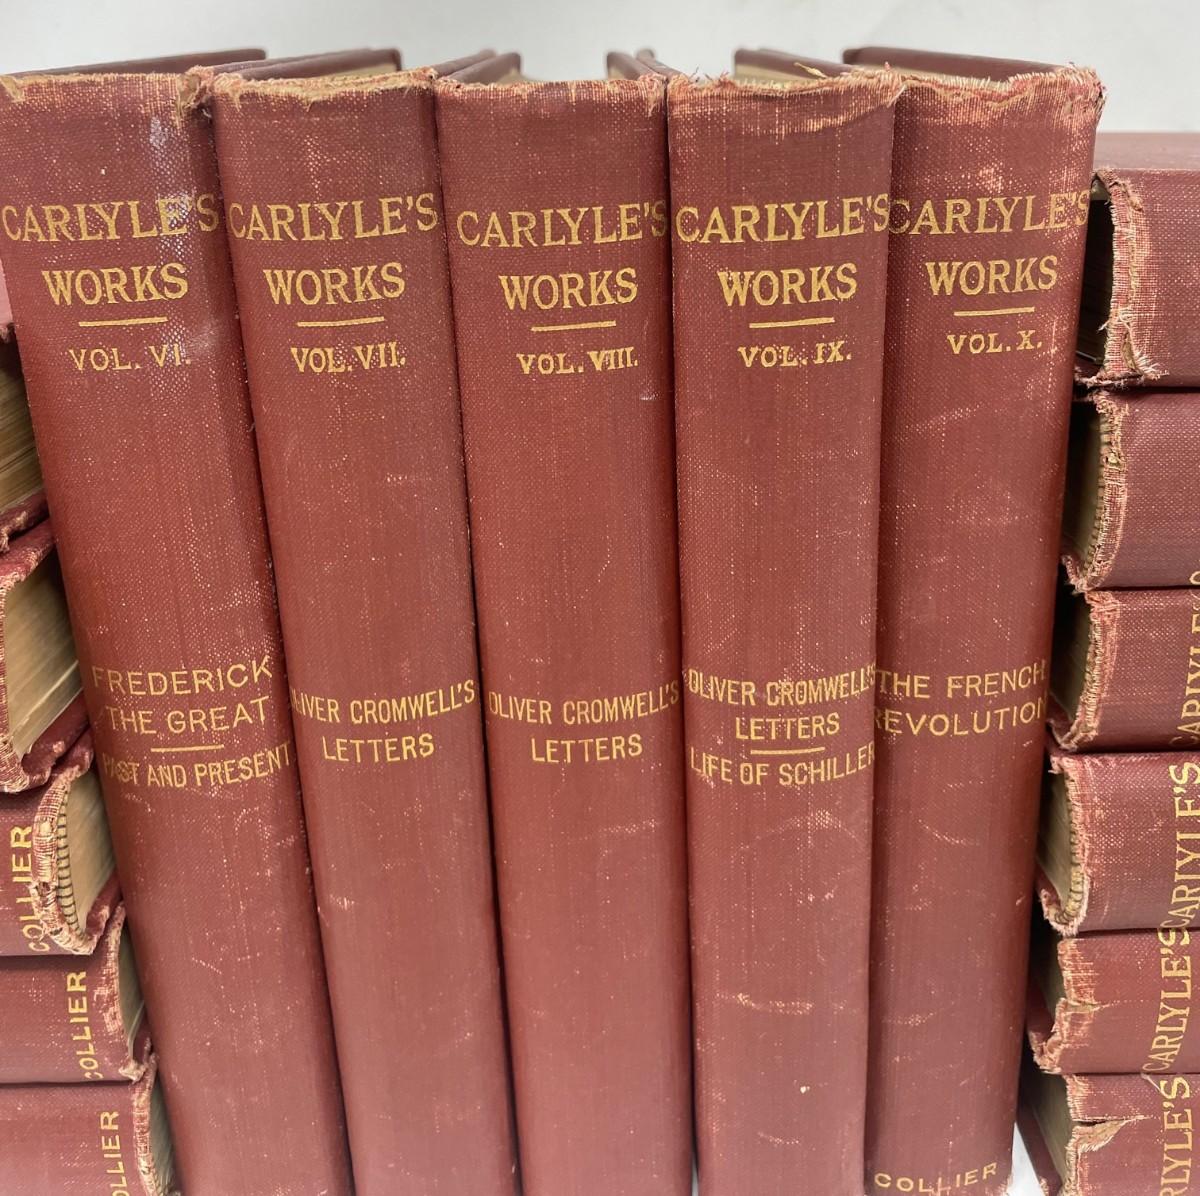 CARLYLE'S
WORKS
VOL. VI.
FREDERICK
THE GREAT
PAST AND PRESENT
CARLYLE'S
WORKS
VOL. VII.
OLIVER CROMWELL'S
LETTERS
CARLYLE'S
WORKS
VOL. VIII.
OLIVER CROMWELL'S
LETTERS
CARLYLE'S
WORKS
VOL. IX.
OLIVER CROMWELL'S
LETTERS
LIFE OF SCHILLER
CARLYLE'S
WORKS
VOL. X.
THE FRENCH
REVOLUTION
COLLIER
COLLIER
COLLIER
COLLIER
CARLYLE'S
CARLYLE'S
CARLYLE'S
CARLYLE'S